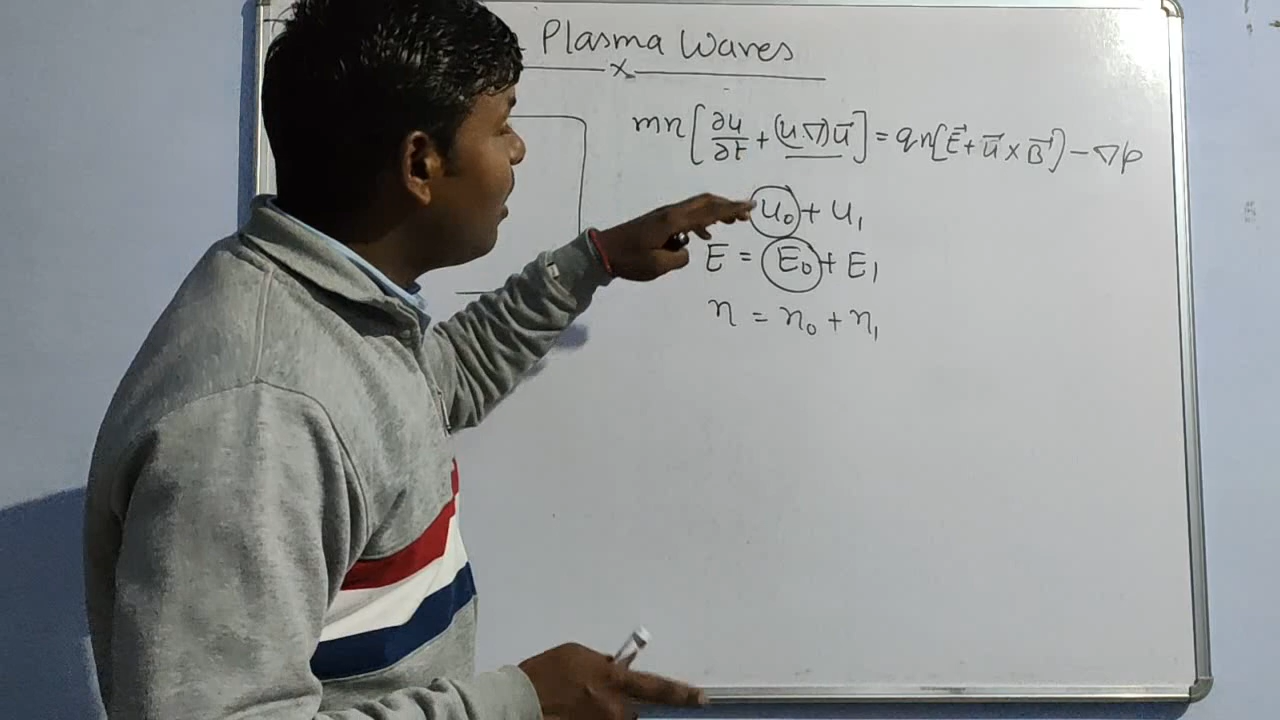 Plasma Waves
x
mn[∂u/∂t + (u.∇)u⃗] = qn[E⃗ + u⃗ × B⃗) - ∇p
u₀ + u₁
E = E₀ + E₁
n = n₀ + n₁